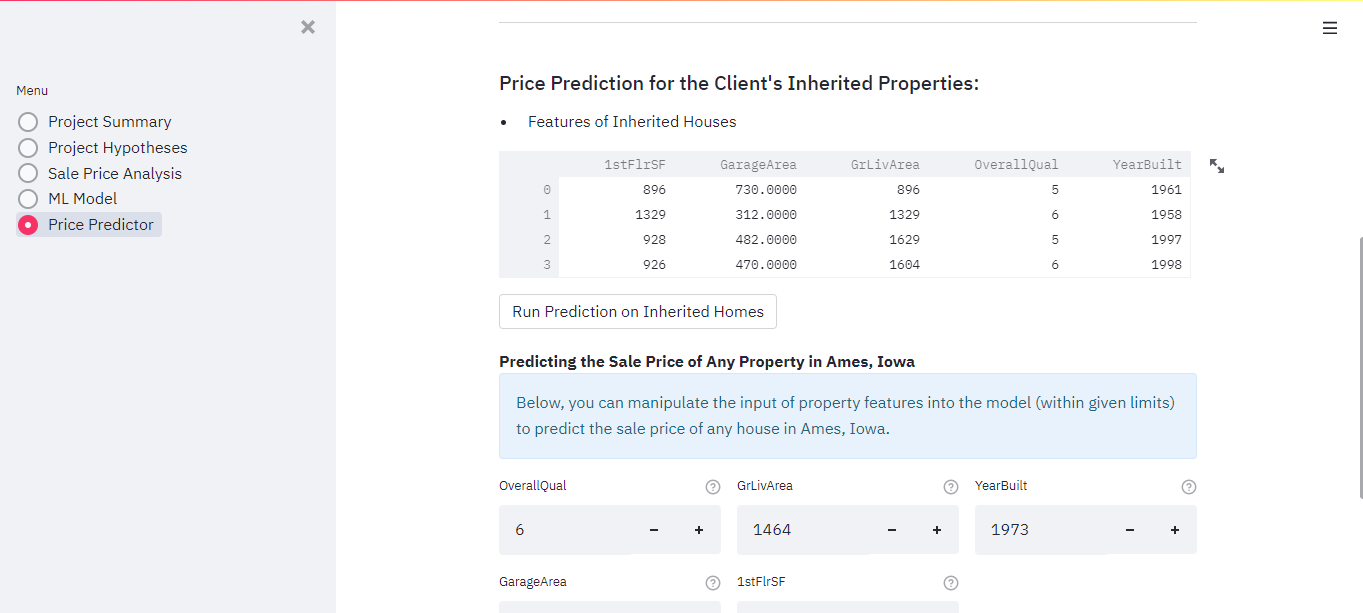 Menu
Project Summary
Project Hypotheses
Sale Price Analysis
ML Model
Price Predictor
Price Prediction for the Client's Inherited Properties:
• Features of Inherited Houses
1stFlrSF GarageArea GrLivArea OverallQual YearBuilt
0 896 730.0000 896 5 1961
1 1329 312.0000 1329 6 1958
2 928 482.0000 1629 5 1997
3 926 470.0000 1604 6 1998
Run Prediction on Inherited Homes
Predicting the Sale Price of Any Property in Ames, Iowa
Below, you can manipulate the input of property features into the model (within given limits)
to predict the sale price of any house in Ames, Iowa.
OverallQual GrLivArea YearBuilt
6 − + 1464 − + 1973 − +
GarageArea 1stFlrSF